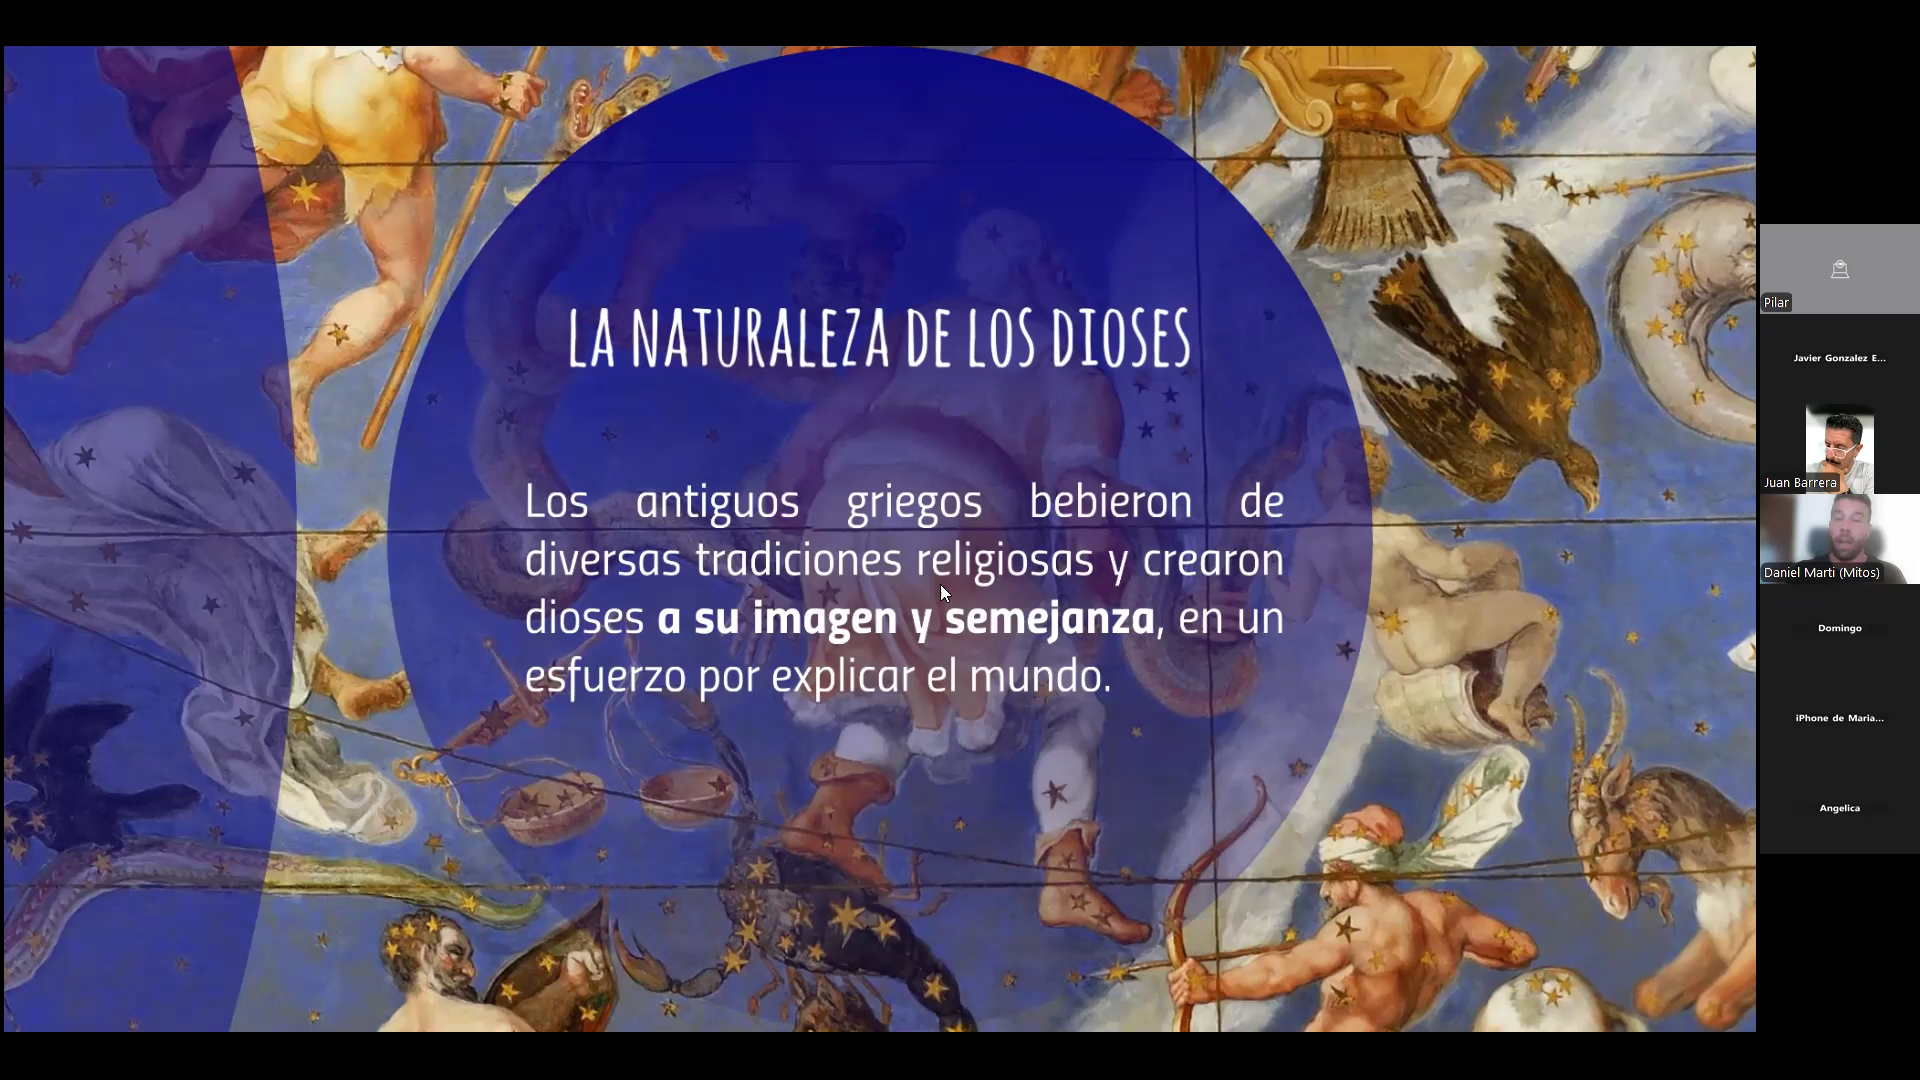 LA NATURALEZA DE LOS DIOSES
Los antiguos griegos bebieron de
diversas tradiciones religiosas y crearon
dioses a su imagen y semejanza, en un
esfuerzo por explicar el mundo.
Pilar
Javier Gonzalez E...
Juan Barrera
Daniel Marti (Mitos)
Domingo
iPhone de Maria...
Angelica